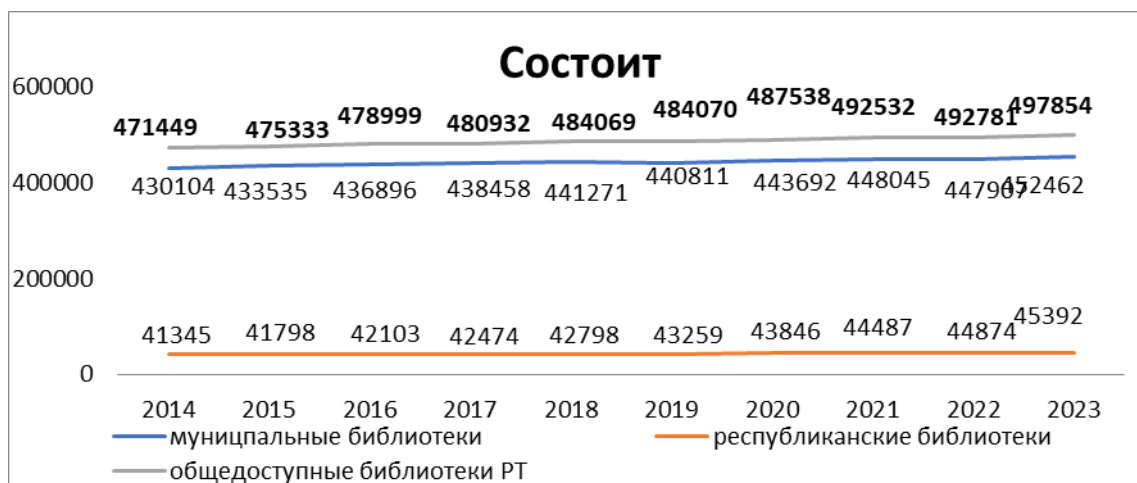 Состоит
600000
471449 475333 478999 480932 484069 484070 487538 492532 492781 497854
400000
430104 433535 436896 438458 441271 440811 443692 448045 447907 452462
200000
41345 41798 42103 42474 42798 43259 43846 44487 44874 45392
0
2014 2015 2016 2017 2018 2019 2020 2021 2022 2023
муницпальные библиотеки республиканские библиотеки
общедоступные библиотеки РТ